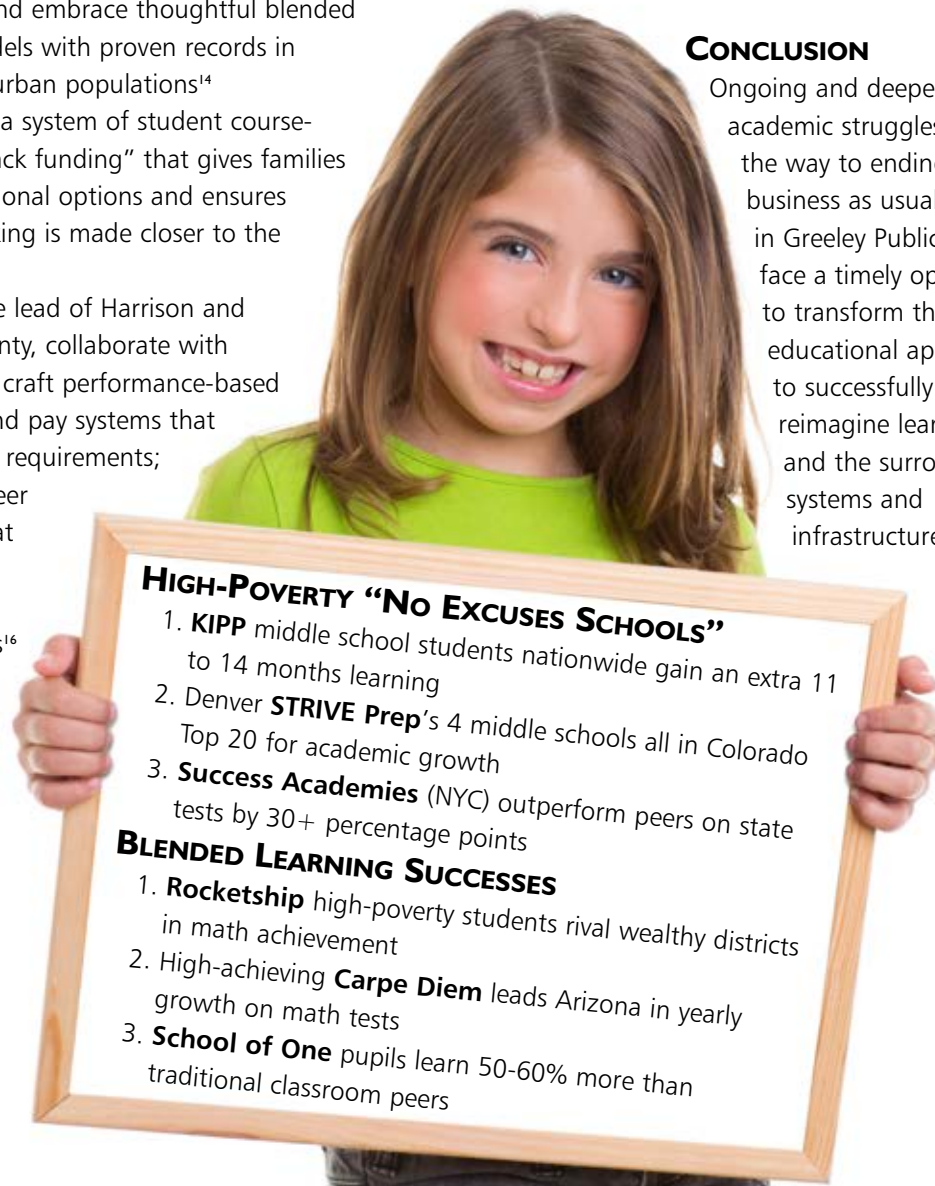 nd embrace thoughtful blended
dels with proven records in
urban populations¹⁴
a system of student course-
ck funding” that gives families
onal options and ensures
ing is made closer to the
e lead of Harrison and
nty, collaborate with
craft performance-based
nd pay systems that
requirements;
eer
at
s¹⁶
CONCLUSION
Ongoing and deepe
academic struggles
the way to ending
business as usual
in Greeley Public
face a timely op
to transform th
educational ap
to successfully
reimagine lear
and the surro
systems and
infrastructure
HIGH-POVERTY “NO EXCUSES SCHOOLS”
1. KIPP middle school students nationwide gain an extra 11
to 14 months learning
2. Denver STRIVE Prep’s 4 middle schools all in Colorado
Top 20 for academic growth
3. Success Academies (NYC) outperform peers on state
tests by 30+ percentage points
BLENDED LEARNING SUCCESSES
1. Rocketship high-poverty students rival wealthy districts
in math achievement
2. High-achieving Carpe Diem leads Arizona in yearly
growth on math tests
3. School of One pupils learn 50-60% more than
traditional classroom peers